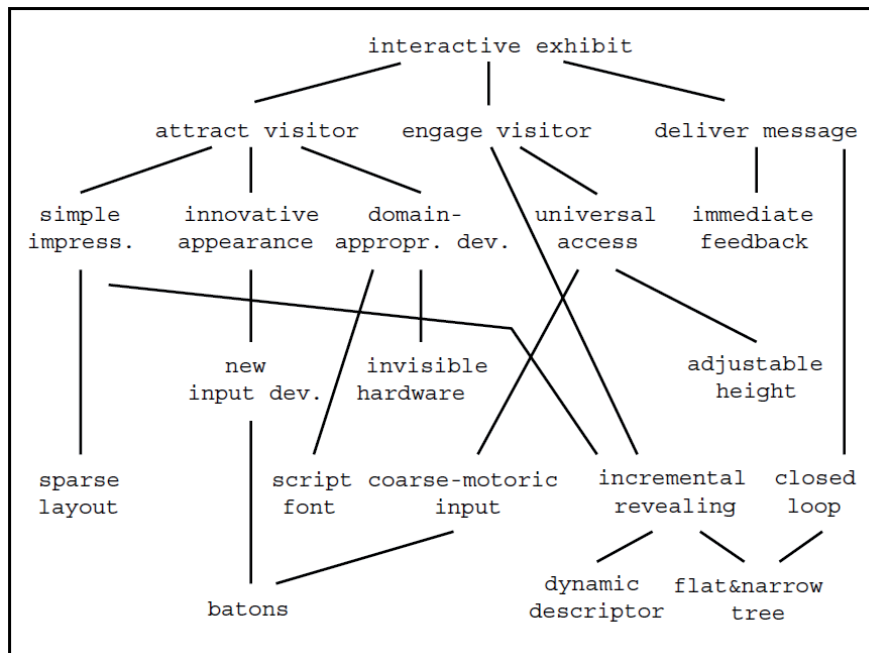 interactive exhibit
attract visitor
engage visitor
deliver message
simple
impress.
innovative
appearance
domain-
appropr. dev.
universal
access
immediate
feedback
new
input dev.
invisible
hardware
adjustable
height
sparse
layout
script
font
coarse-motoric
input
incremental
revealing
closed
loop
batons
dynamic
descriptor
flat&narrow
tree